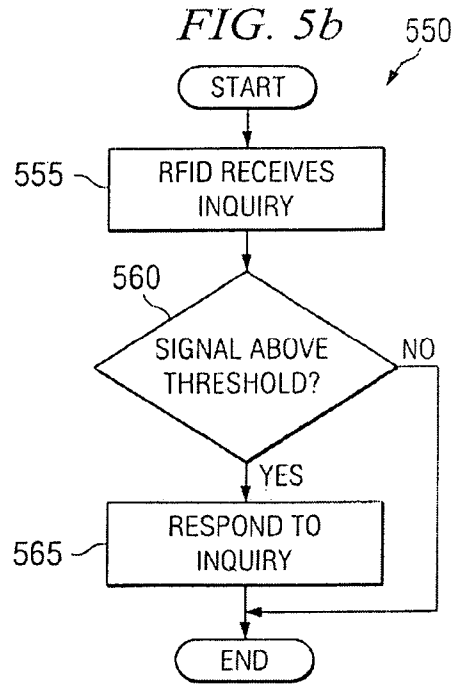 FIG. 5b
550
START
555
RFID RECEIVES
INQUIRY
560
SIGNAL ABOVE
THRESHOLD?
NO
YES
565
RESPOND TO
INQUIRY
END